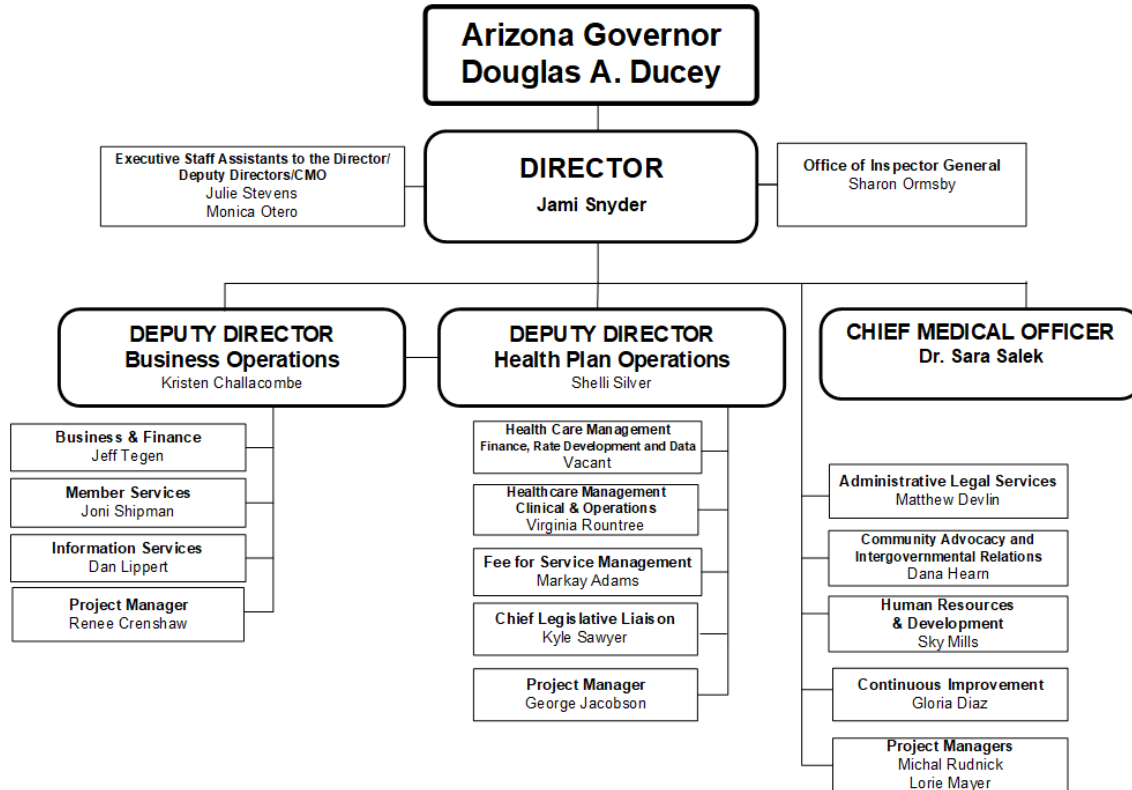 Arizona Governor
Douglas A. Ducey
Executive Staff Assistants to the Director/
Deputy Directors/CMO
Julie Stevens
Monica Otero
DIRECTOR
Jami Snyder
Office of Inspector General
Sharon Ormsby
DEPUTY DIRECTOR
Business Operations
Kristen Challacombe
DEPUTY DIRECTOR
Health Plan Operations
Shelli Silver
CHIEF MEDICAL OFFICER
Dr. Sara Salek
Business & Finance
Jeff Tegen
Member Services
Joni Shipman
Information Services
Dan Lippert
Project Manager
Renee Crenshaw
Health Care Management
Finance, Rate Development and Data
Vacant
Healthcare Management
Clinical & Operations
Virginia Rountree
Fee for Service Management
Markay Adams
Chief Legislative Liaison
Kyle Sawyer
Project Manager
George Jacobson
Administrative Legal Services
Matthew Devlin
Community Advocacy and
Intergovernmental Relations
Dana Hearn
Human Resources
& Development
Sky Mills
Continuous Improvement
Gloria Diaz
Project Managers
Michal Rudnick
Lorie Mayer